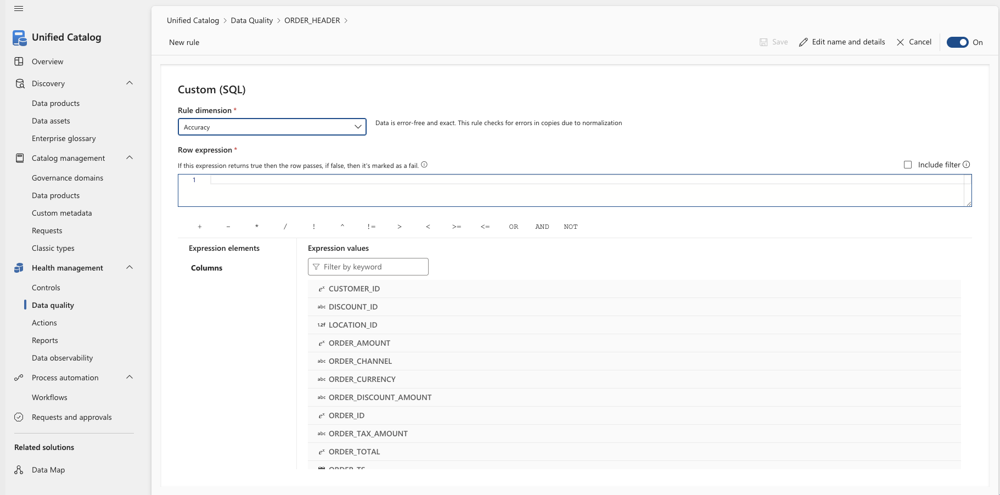 Unified Catalog
Overview
Discovery
Data products
Data assets
Enterprise glossary
Catalog management
Governance domains
Data products
Custom metadata
Requests
Classic types
Health management
Controls
Data quality
Actions
Reports
Data observability
Process automation
Workflows
Requests and approvals
Related solutions
Data Map
Unified Catalog > Data Quality > ORDER_HEADER >
New rule
Save Edit name and details Cancel On
Custom (SQL)
Rule dimension *
Accuracy
Data is error-free and exact. This rule checks for errors in copies due to normalization
Row expression *
If this expression returns true then the row passes, if false, then it's marked as a fail.
Include filter
1
+ - * / ! ^ != > < >= <= OR AND NOT
Expression elements
Columns
Expression values
Filter by keyword
eˣ CUSTOMER_ID
abc DISCOUNT_ID
1.2f LOCATION_ID
eˣ ORDER_AMOUNT
abc ORDER_CHANNEL
abc ORDER_CURRENCY
abc ORDER_DISCOUNT_AMOUNT
eˣ ORDER_ID
abc ORDER_TAX_AMOUNT
eˣ ORDER_TOTAL
ORDER_TS